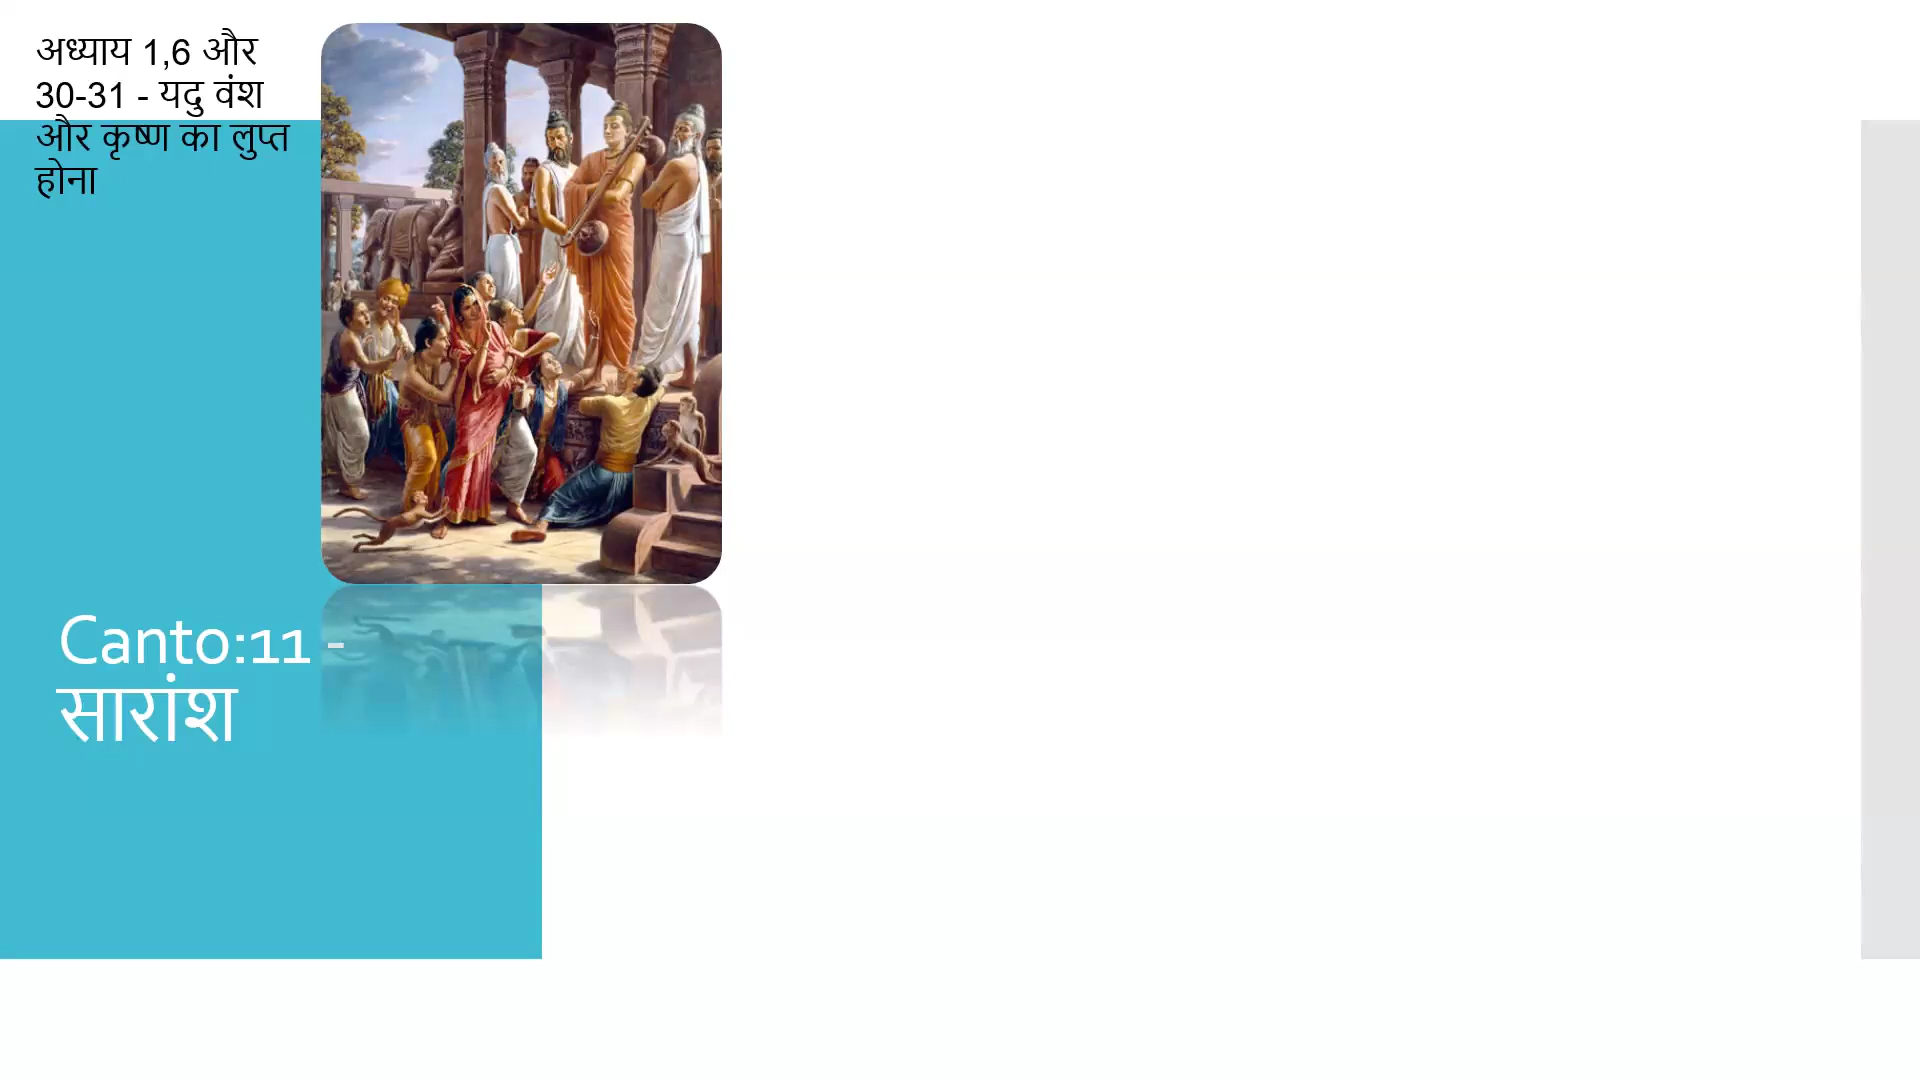 अध्याय 1,6 और
30-31 - यदु वंश
और कृष्ण का लुप्त
होना
Canto:11 -
सारांश